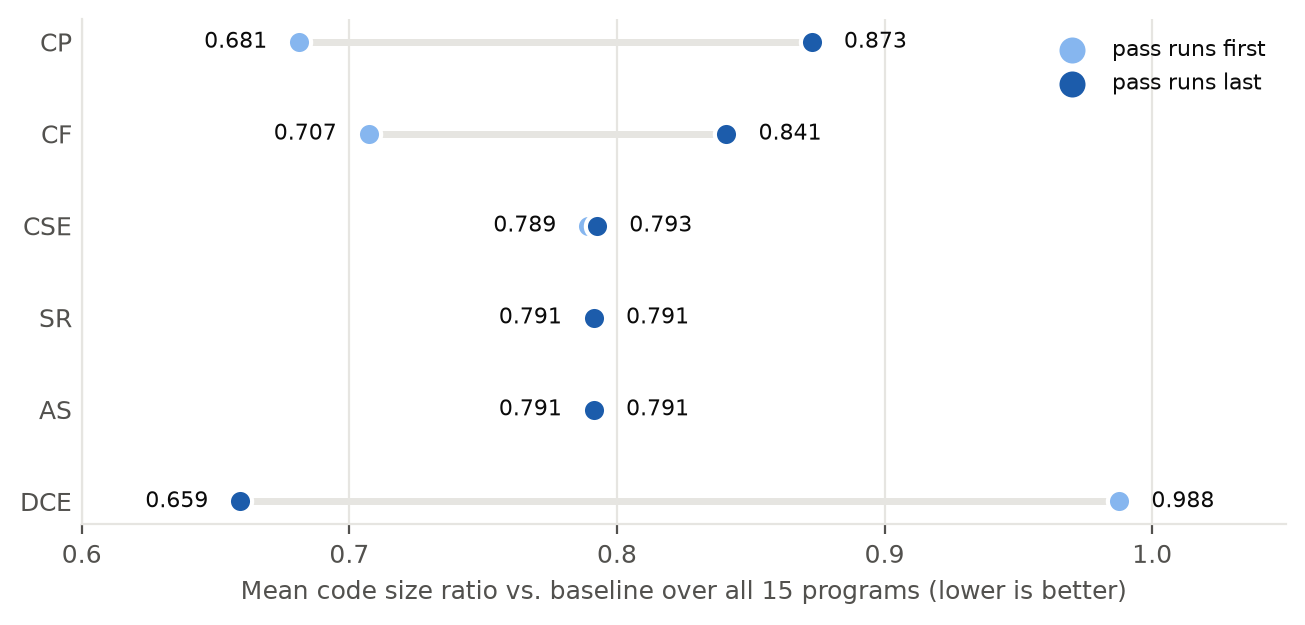 CP 0.681 0.873
pass runs first
pass runs last
CF 0.707 0.841
CSE 0.789 0.793
SR 0.791 0.791
AS 0.791 0.791
DCE 0.659 0.988
0.6 0.7 0.8 0.9 1.0
Mean code size ratio vs. baseline over all 15 programs (lower is better)